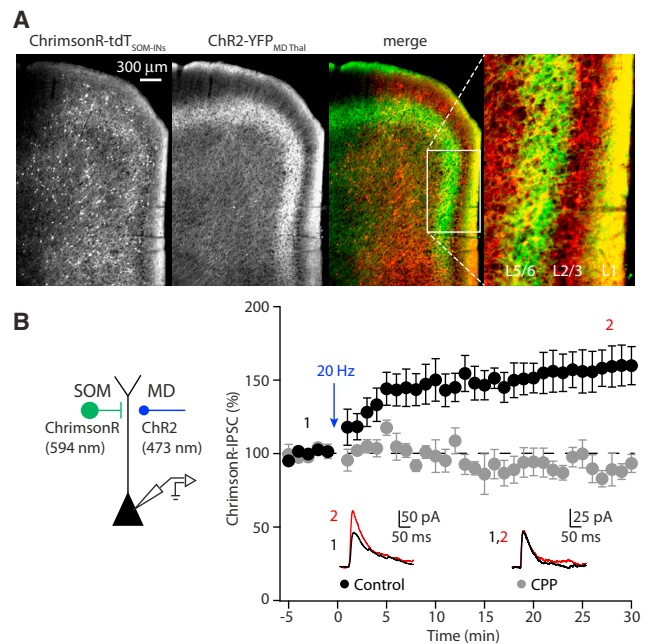 A
ChrimsonR-tdT SOM-INs
ChR2-YFP MD Thal
merge
300 µm
L5/6 L2/3 L1
B
SOM MD
ChrimsonR ChR2
(594 nm) (473 nm)
ChrimsonR-IPSC (%)
200
150
100
50
0
1
20 Hz
2
2
1
50 pA
50 ms
1,2
25 pA
50 ms
Control
CPP
-5 0 5 10 15 20 25 30
Time (min)